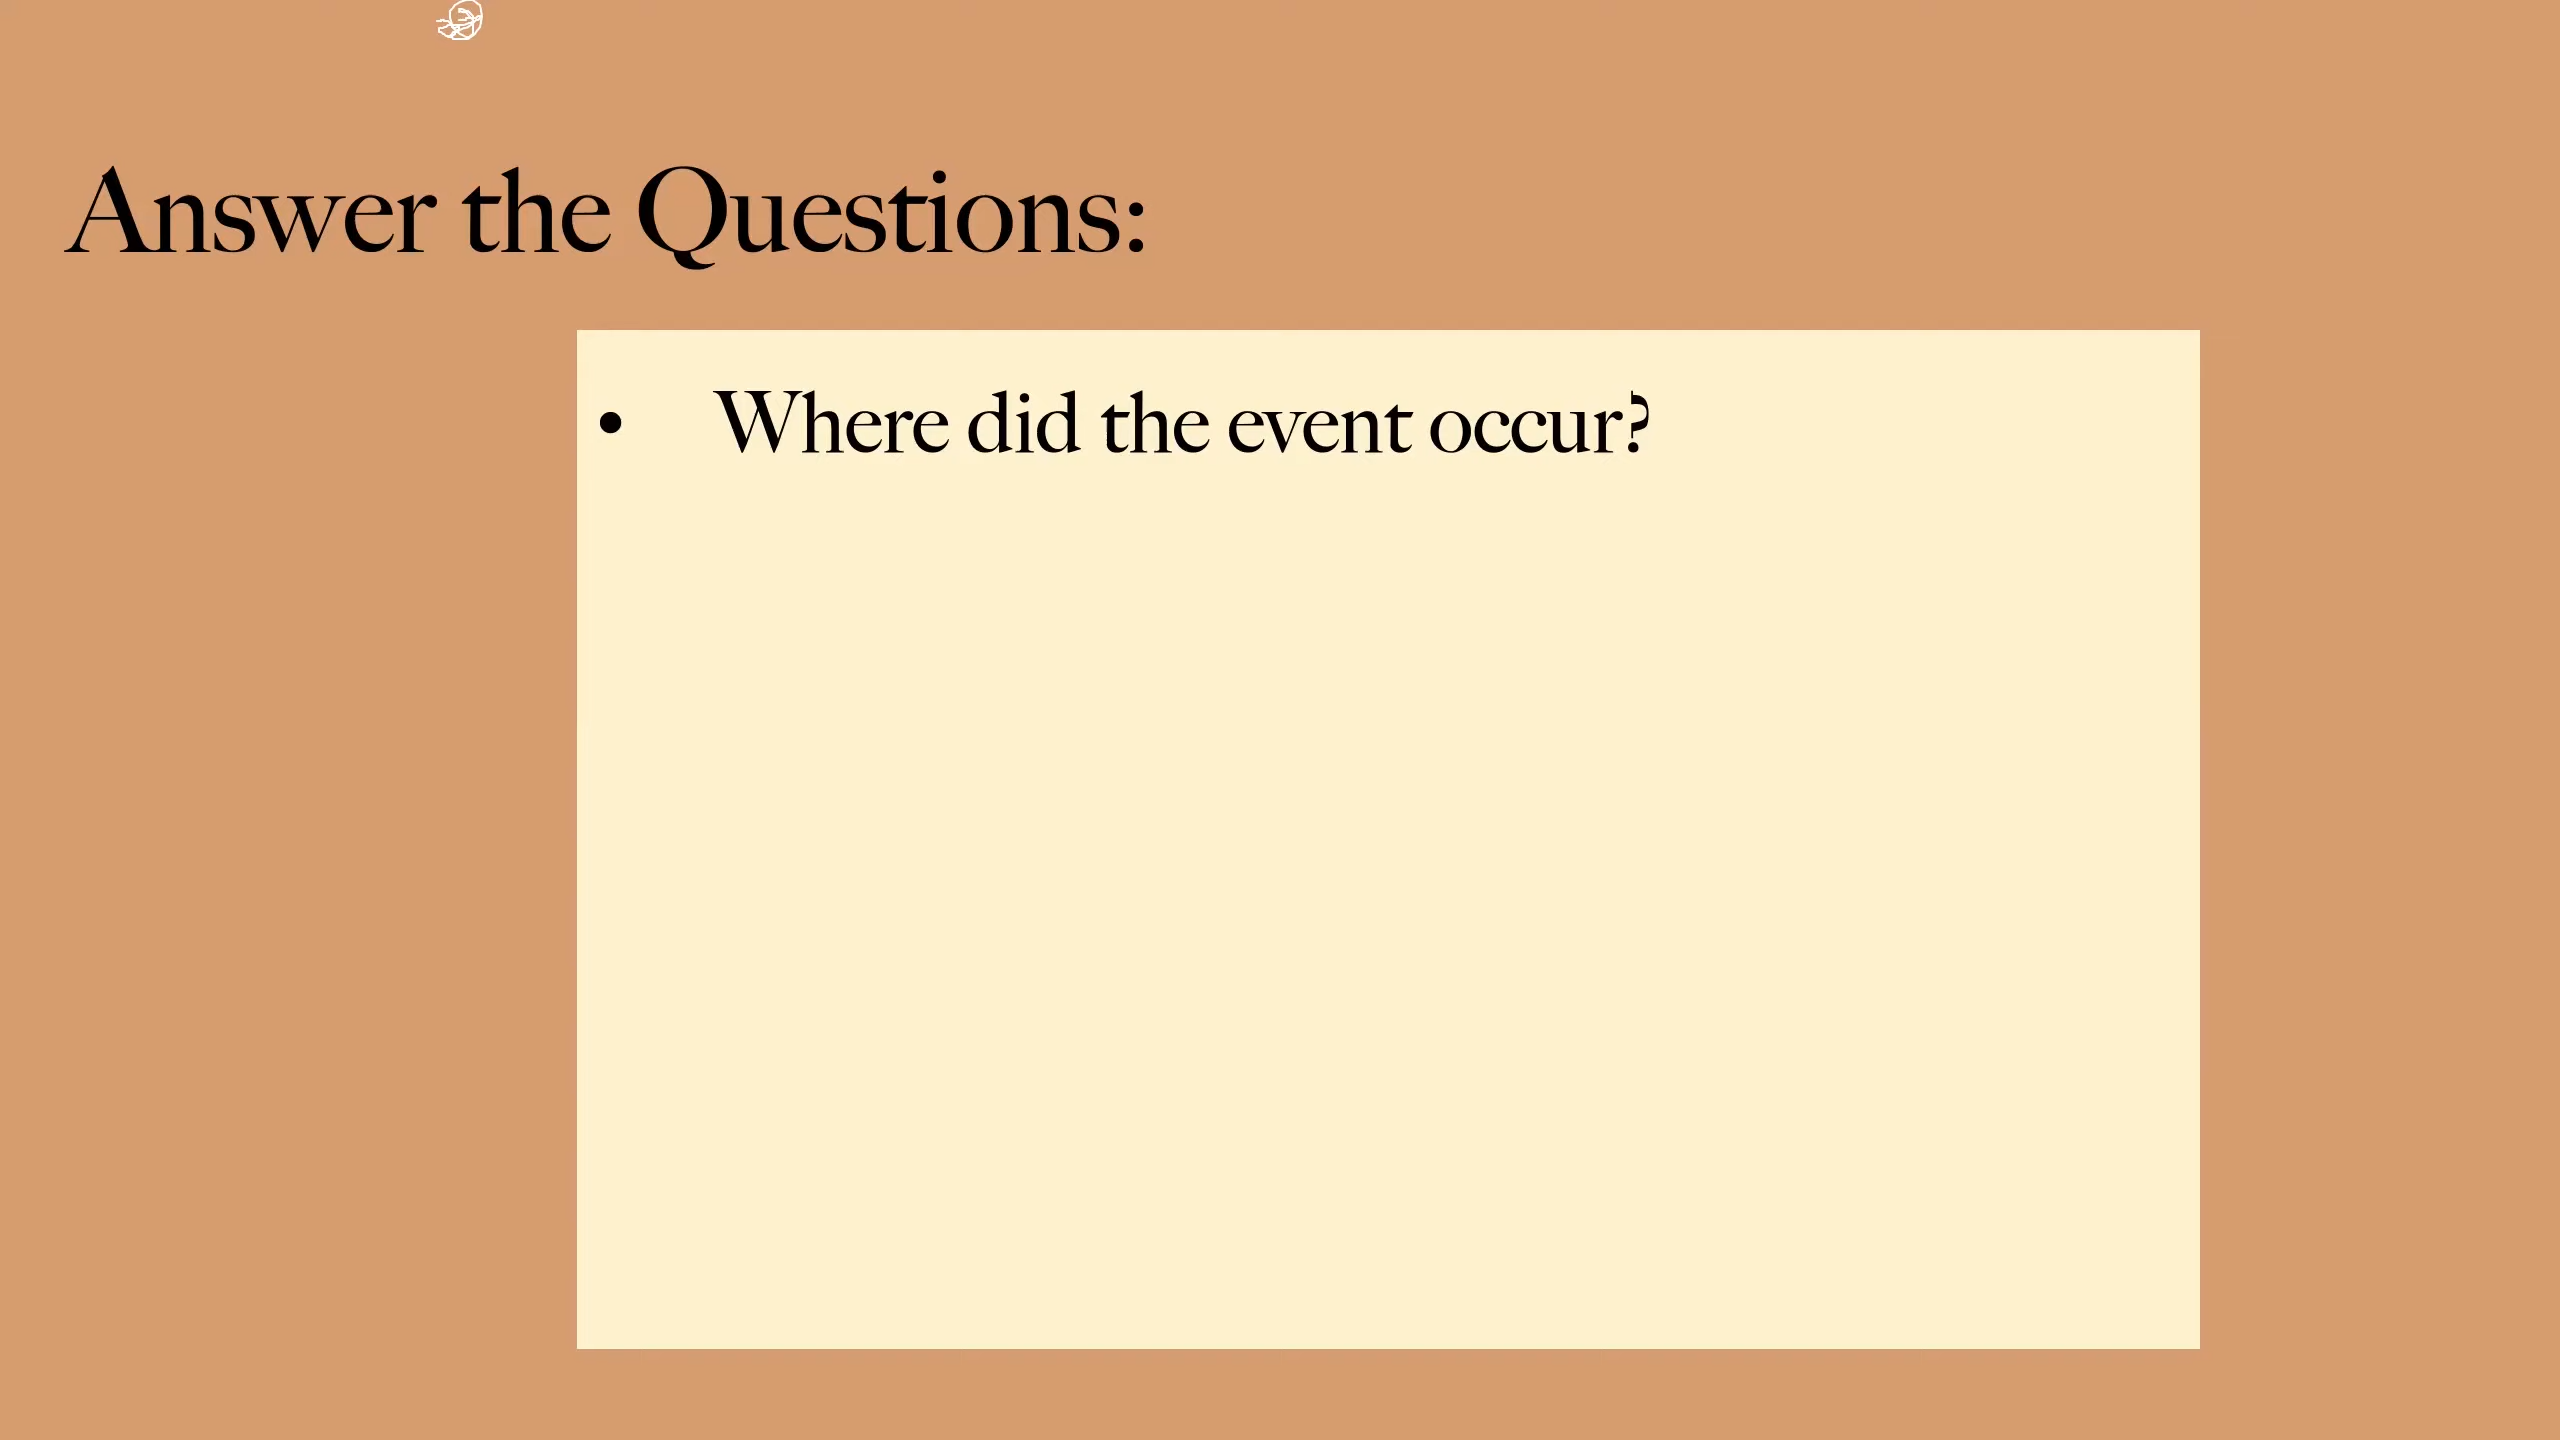 Answer the Questions:
• Where did the event occur?